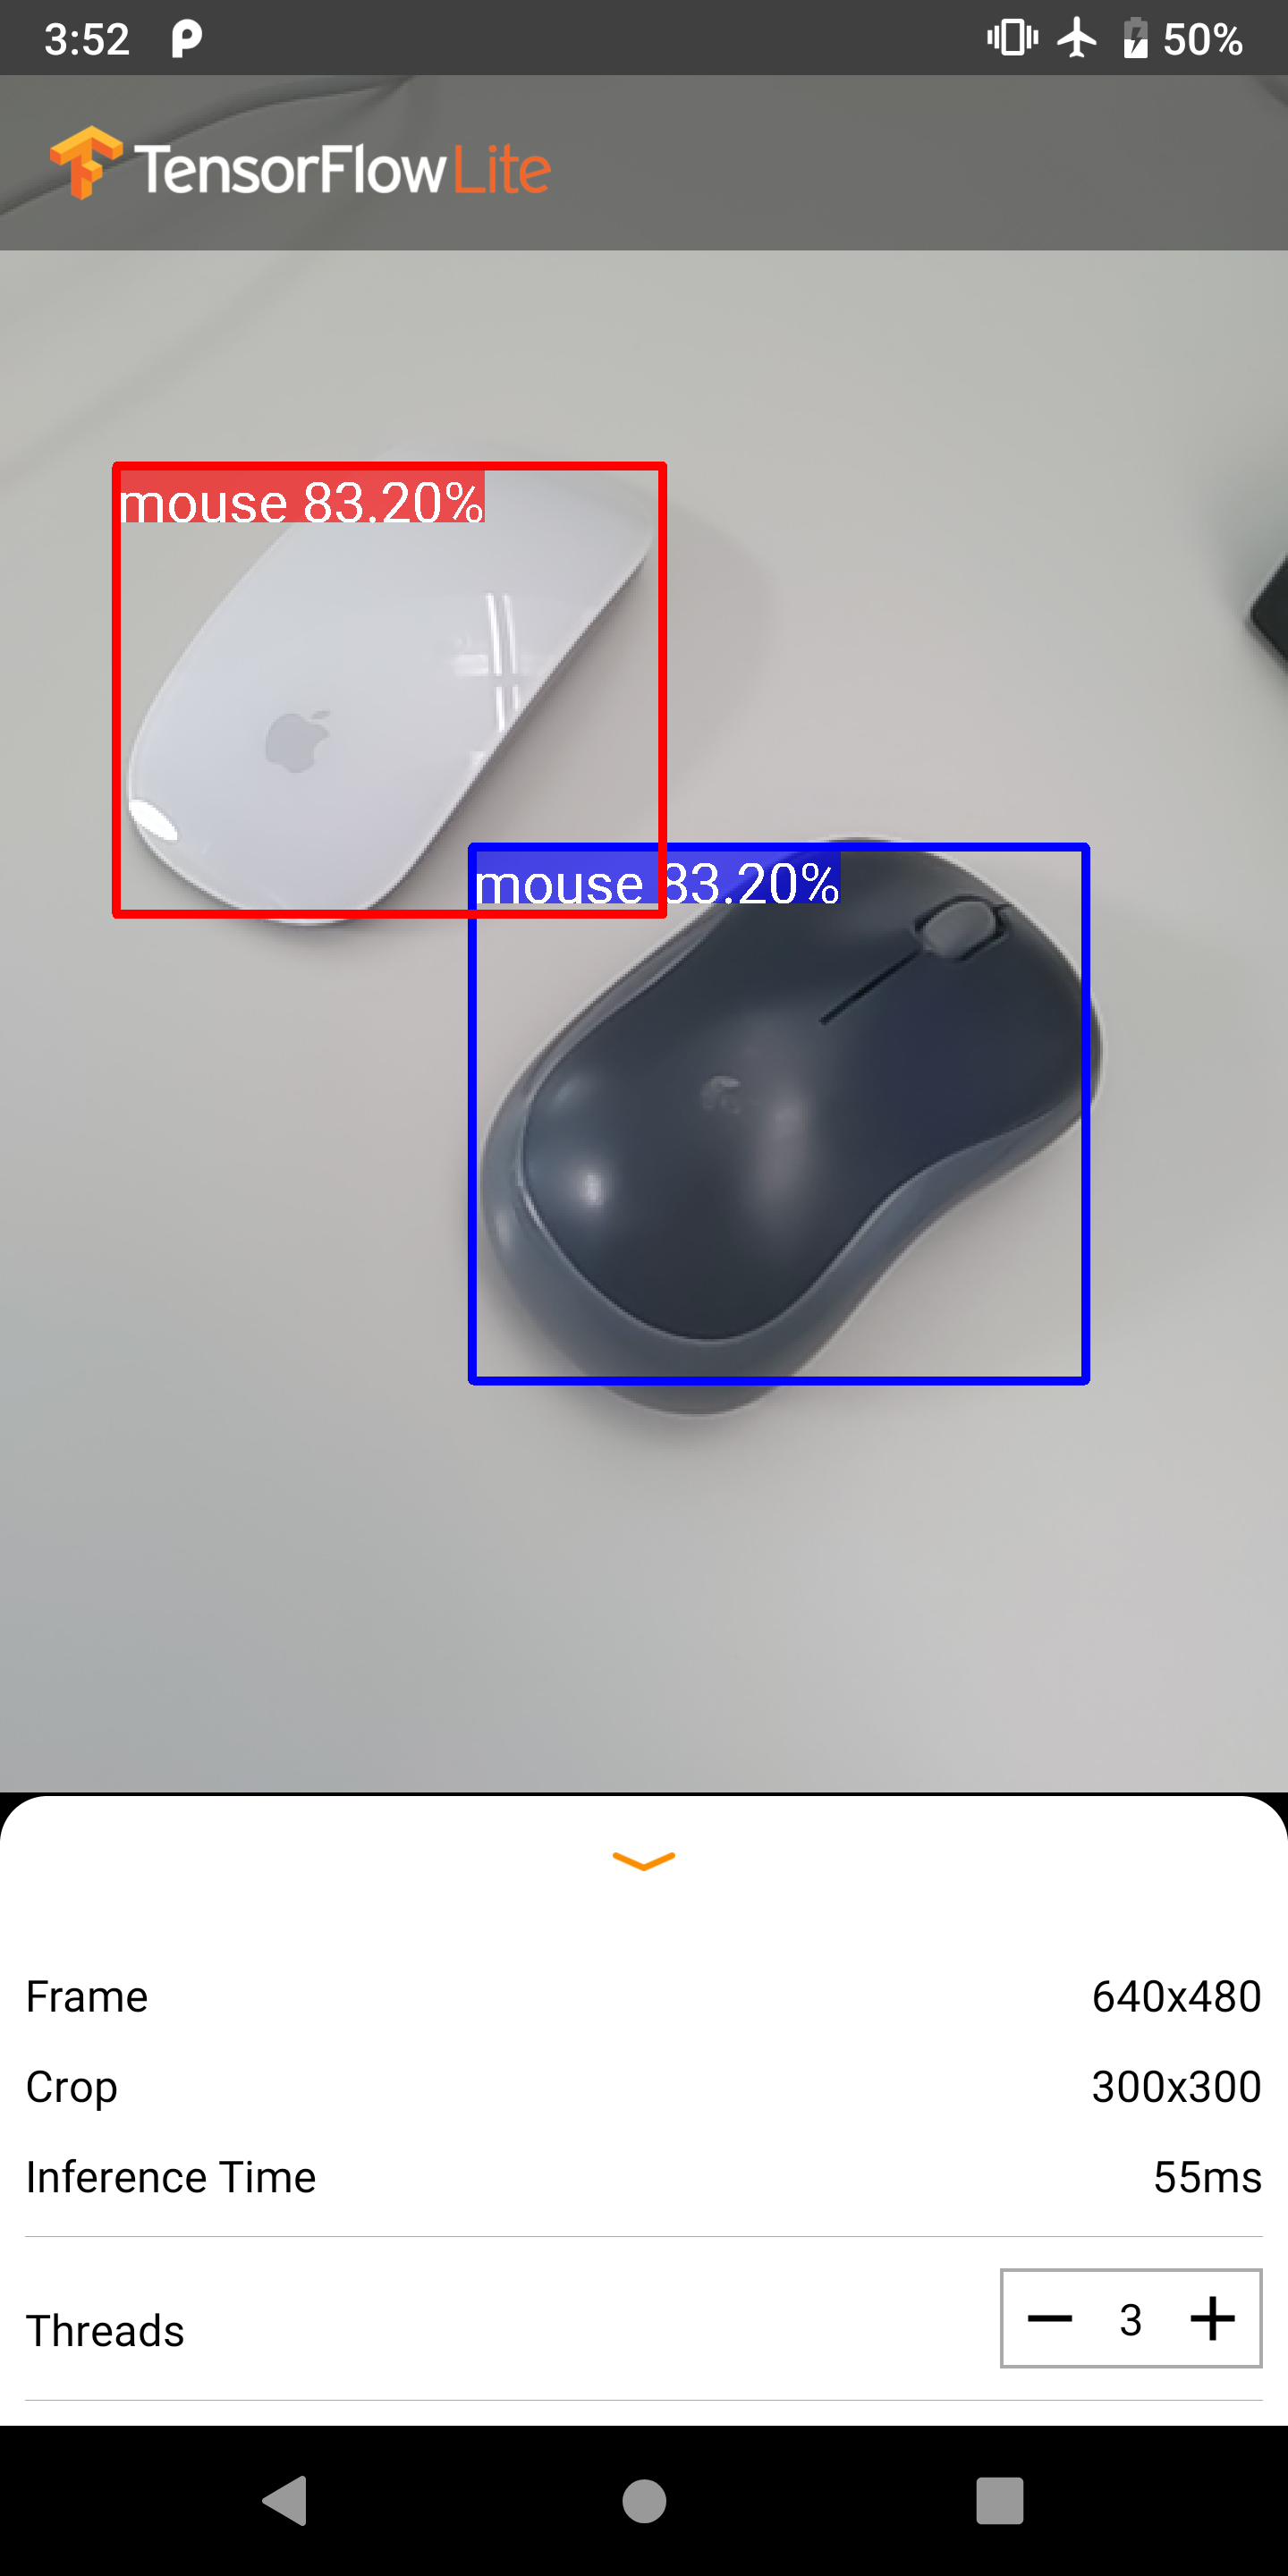 3:52
50%
TensorFlow Lite
mouse 83.20%
mouse 83.20%
Frame 640x480
Crop 300x300
Inference Time 55ms
Threads 3